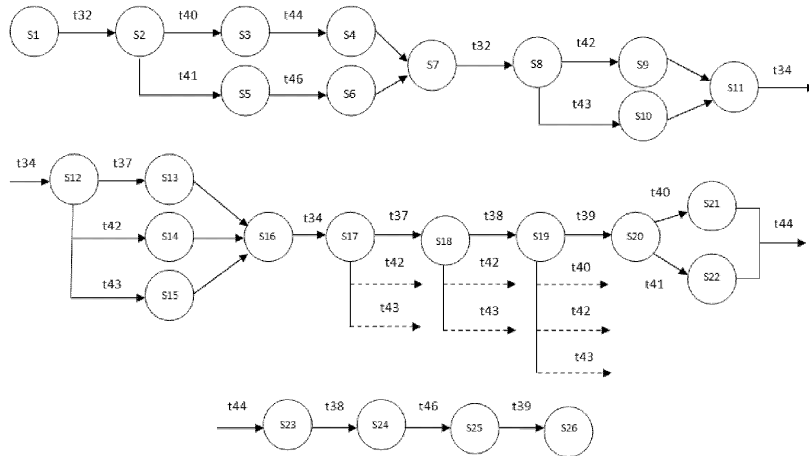 t32 t40 t44
S1 S2 S3 S4
t32 t42
S7 S8 S9
t41 t46 t34
S5 S6 S11
t43
S10
t34 t37
S12 S13
t40 S21
t34 t37 t38 t39
t42 t44
S14 S16 S17 S18 S19 S20
t42 t42 t40
t43 t41 S22
S15
t43 t43 t42
t43
t44 t38 t46 t39
S23 S24 S25 S26